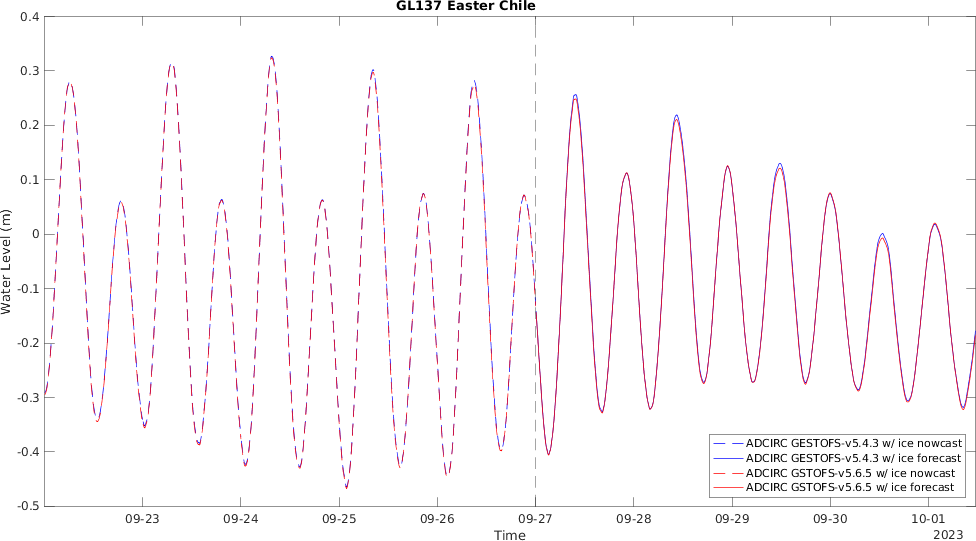 GL137 Easter Chile
0.4
0.3
0.2
0.1
0
-0.1
-0.2
-0.3
-0.4
-0.5
Water Level (m)
ADCIRC GESTOFS-v5.4.3 w/ ice nowcast
ADCIRC GESTOFS-v5.4.3 w/ ice forecast
ADCIRC GSTOFS-v5.6.5 w/ ice nowcast
ADCIRC GSTOFS-v5.6.5 w/ ice forecast
09-23 09-24 09-25 09-26 09-27 09-28 09-29 09-30 10-01
Time
2023